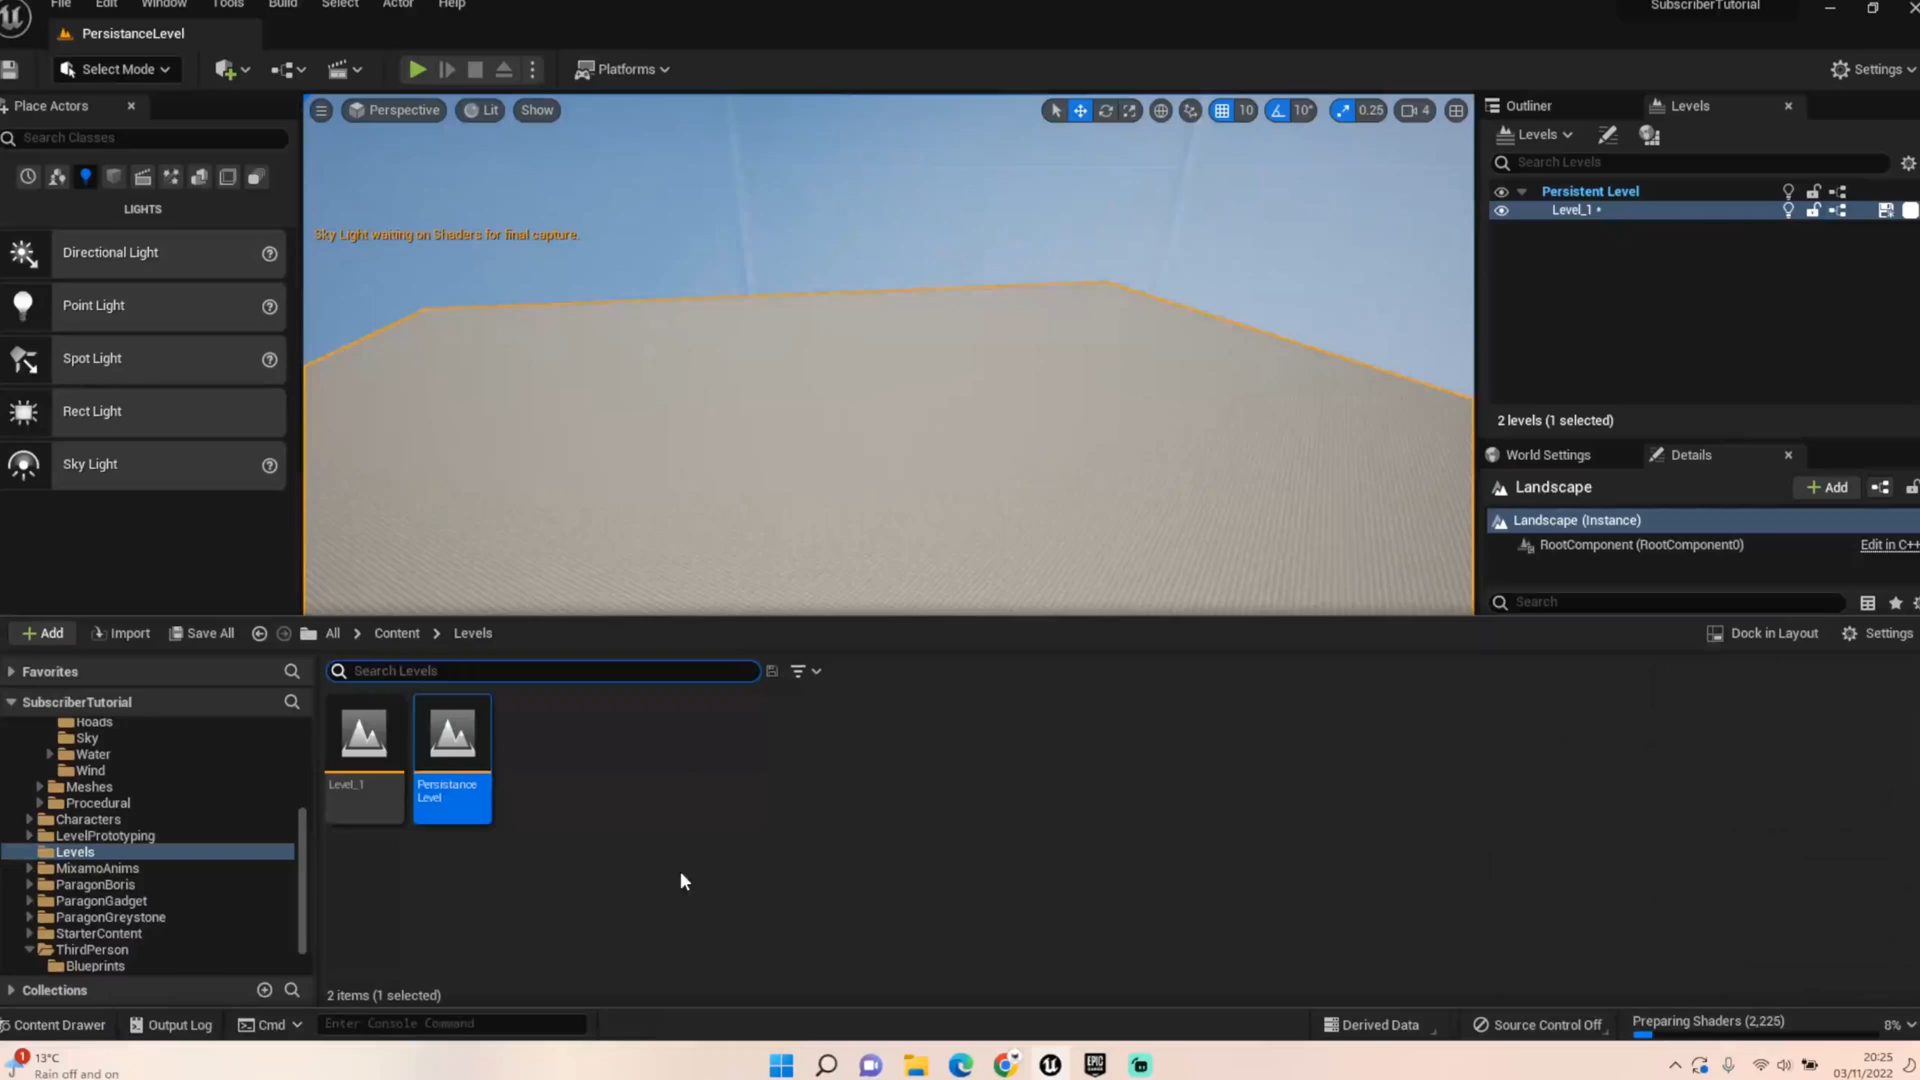 File Edit Window Tools Build Select Actor Help
SubscriberTutorial
PersistanceLevel
Select Mode
Platforms
Settings
Place Actors
Search Classes
LIGHTS
Directional Light
Point Light
Spot Light
Rect Light
Sky Light
Perspective Lit Show
10 10° 0.25 4
Sky Light waiting on Shaders for final capture.
Outliner Levels
Levels
Search Levels
Persistent Level
Level_1 *
2 levels (1 selected)
World Settings Details
Landscape
Add
Landscape (Instance)
RootComponent (RootComponent0)
Edit in C++
Search
Add Import Save All All Content Levels
Dock in Layout Settings
Favorites
SubscriberTutorial
Roads
Sky
Water
Wind
Meshes
Procedural
Characters
LevelPrototyping
Levels
MixamoAnims
ParagonBoris
ParagonGadget
ParagonGreystone
StarterContent
ThirdPerson
Blueprints
Collections
Search Levels
Level_1
Persistance
Level
2 items (1 selected)
Content Drawer Output Log Cmd Enter Console Command
Derived Data Source Control Off Preparing Shaders (2,225) 8%
1
13°C
Rain off and on
EPIC
20:25
03/11/2022